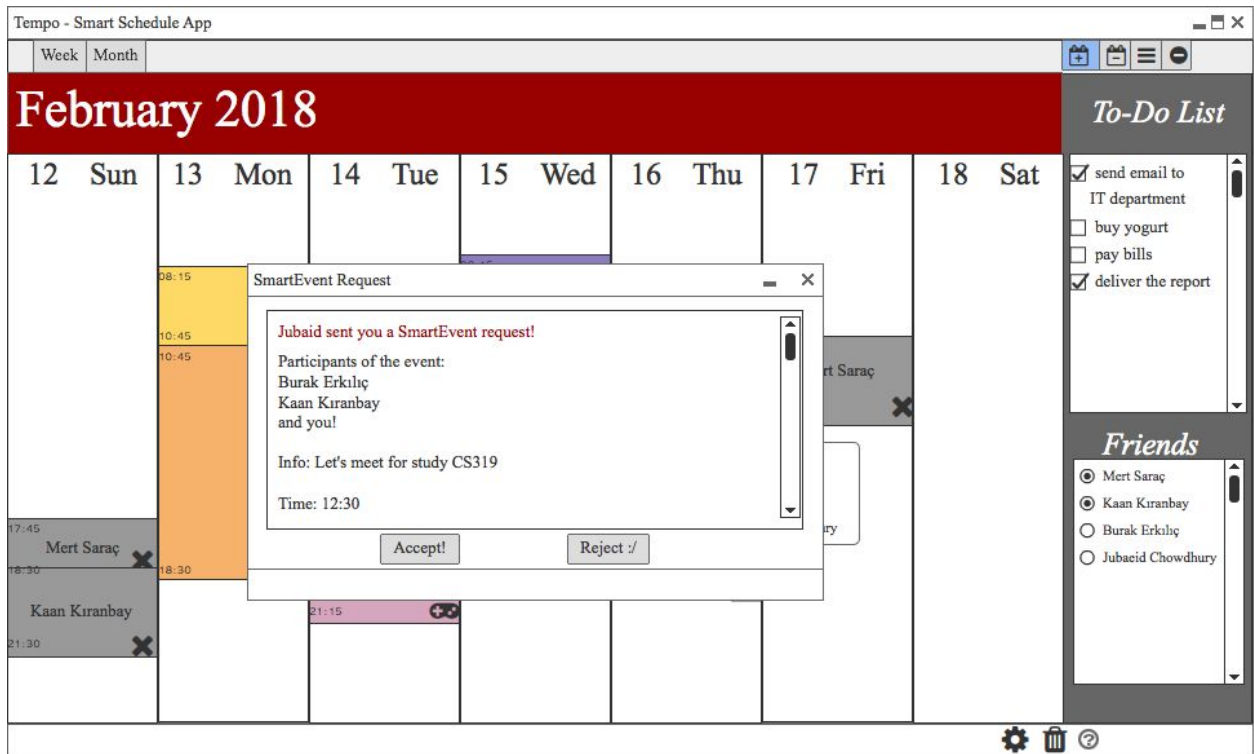 Tempo - Smart Schedule App
Week Month
February 2018
To-Do List
12 Sun 13 Mon 14 Tue 15 Wed 16 Thu 17 Fri 18 Sat
send email to
IT department
buy yogurt
pay bills
deliver the report
08:15
10:45
10:45
SmartEvent Request
Jubaid sent you a SmartEvent request!
Participants of the event:
Burak Erkılıç
Kaan Kıranbay
and you!
Info: Let's meet for study CS319
Time: 12:30
Accept! Reject :/
rt Saraç
ry
Friends
Mert Saraç
Kaan Kıranbay
Burak Erkılıç
Jubaeid Chowdhury
17:45
Mert Saraç
18:30
18:30
Kaan Kıranbay
21:30
21:15